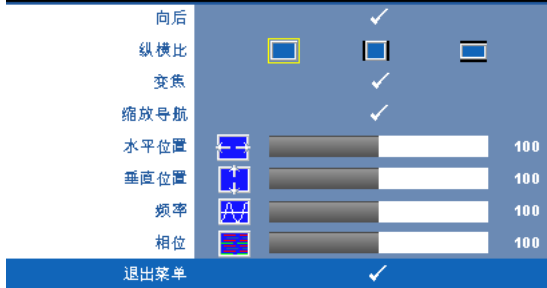 向后
纵横比
变焦
缩放导航
水平位置 100
垂直位置 100
频率 100
相位 100
退出菜单